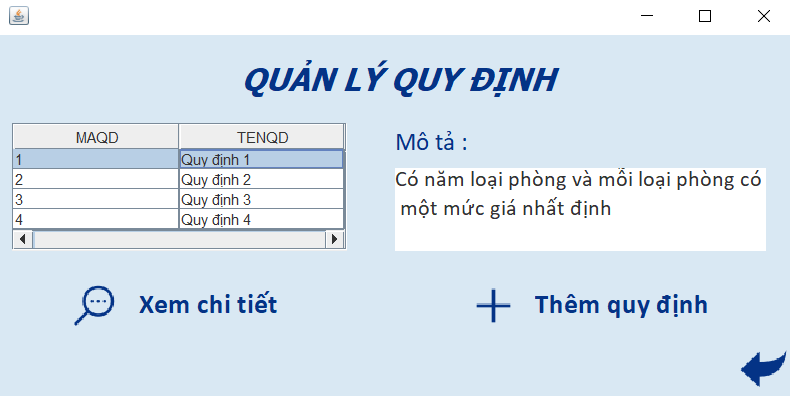 QUẢN LÝ QUY ĐỊNH
MAQD TENQD
1 Quy định 1
2 Quy định 2
3 Quy định 3
4 Quy định 4
Mô tả :
Có năm loại phòng và mỗi loại phòng có
một mức giá nhất định
Xem chi tiết
Thêm quy định